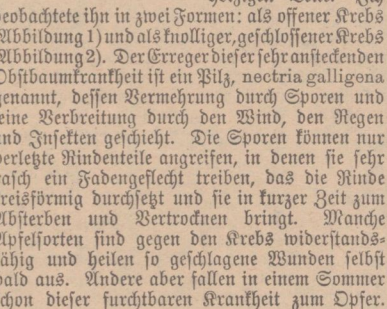 beobachtete ihn in zwei Formen: als offener Krebs
Abbildung 1) und als knolliger, geschlossener Krebs
Abbildung 2). Der Erreger dieser sehr ansteckenden
Obstbaumkrankheit ist ein Pilz, nectria galligena
genannt, dessen Vermehrung durch Sporen und
eine Verbreitung durch den Wind, den Regen
und Insekten geschieht. Die Sporen können nur
verletzte Rindenteile angreifen, in denen sie sehr
rasch ein Fadengeflecht treiben, das die Rinde
kreisförmig durchsetzt und sie in kurzer Zeit zum
Absterben und Vertrocknen bringt. Manche
Apfelsorten sind gegen den Krebs widerstands-
fähig und heilen so geschlagene Wunden selbst
bald aus. Andere aber fallen in einem Sommer
schon dieser furchtbaren Krankheit zum Opfer.